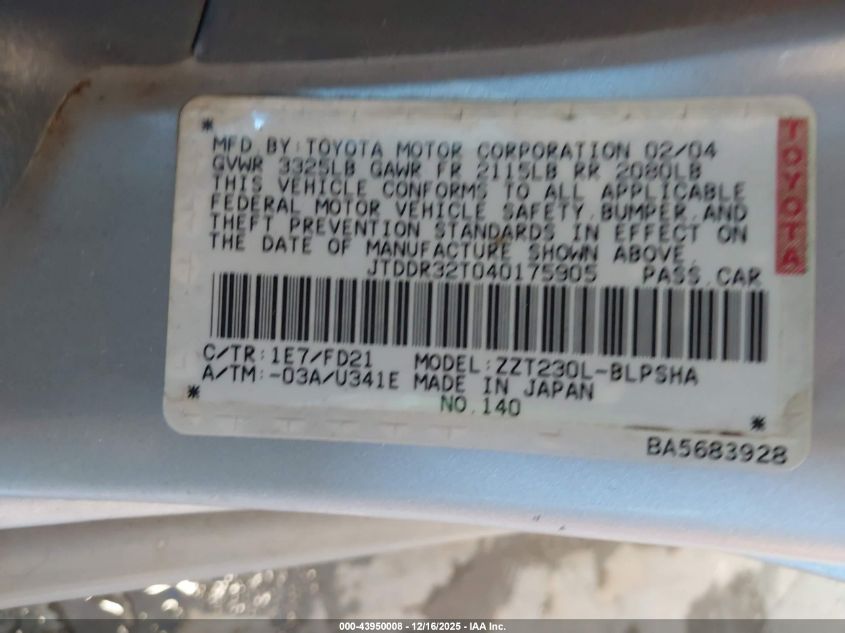 * MFD. BY: TOYOTA MOTOR CORPORATION 02/04
GVWR 3325LB GAWR FR 2115LB RR 2080LB
THIS VEHICLE CONFORMS TO ALL APPLICABLE
FEDERAL MOTOR VEHICLE SAFETY, BUMPER, AND
THEFT PREVENTION STANDARDS IN EFFECT ON
THE DATE OF MANUFACTURE SHOWN ABOVE.
JTDDR32T040175905 PASS. CAR
TOYOTA
C/TR: 1E7/FD21 MODEL: ZZT230L-BLPSHA
A/TM: -03A/U341E MADE IN JAPAN
* NO. 140 *
BA5683928
000-43950008 - 12/16/2025 - IAA Inc.